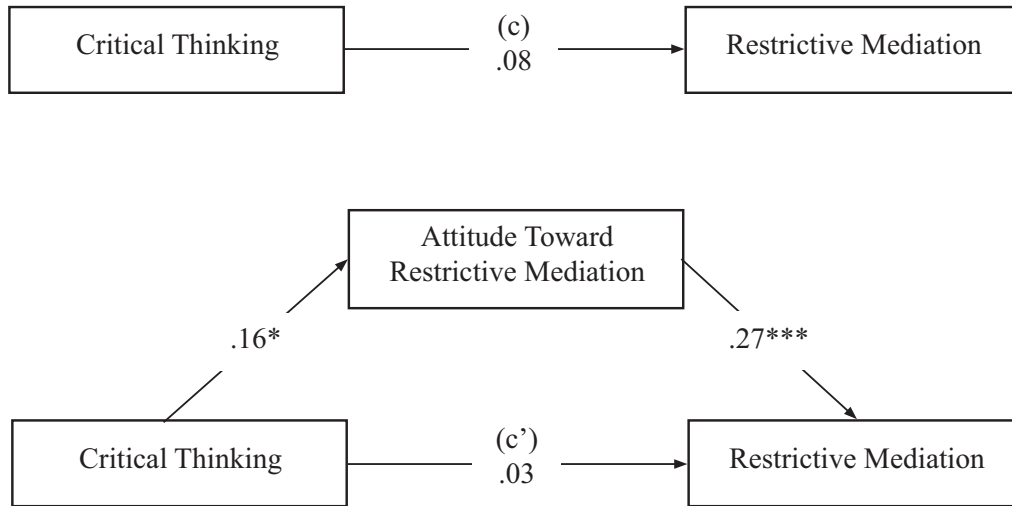 Critical Thinking
(c)
.08
Restrictive Mediation
Attitude Toward
Restrictive Mediation
.16*
.27***
Critical Thinking
(c’)
.03
Restrictive Mediation